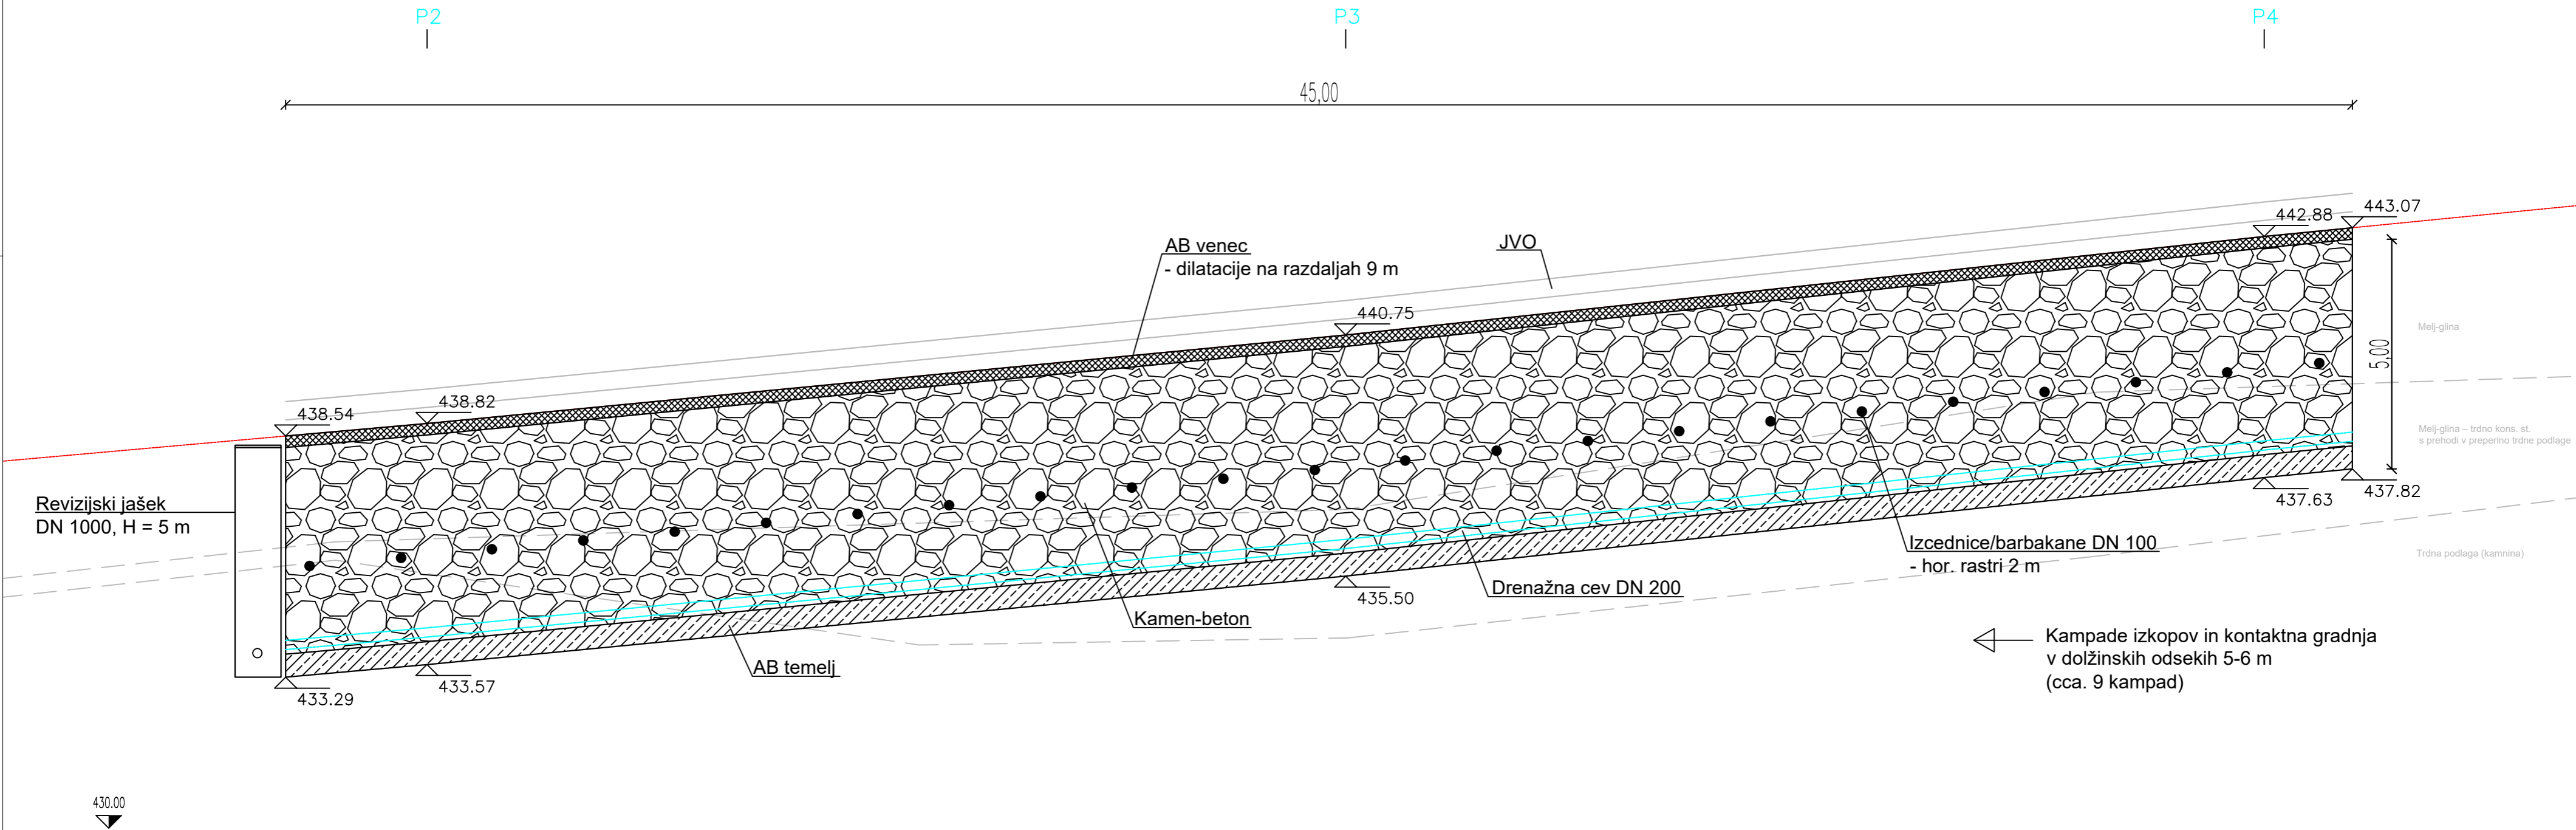 P2
P3
P4
45,00
443.07
442.88
AB venec
- dilatacije na razdaljah 9 m
JVO
440.75
438.82
438.54
Melj-glina
5,00
Melj-glina – trdno kons. st.
s prehodi v preperino trdne podlage
Revizijski jašek
DN 1000, H = 5 m
437.82
437.63
Izcednice/barbakane DN 100
- hor. rastri 2 m
Trdna podlaga (kamnina)
Drenažna cev DN 200
435.50
Kamen-beton
Kampade izkopov in kontaktna gradnja
v dolžinskih odsekih 5-6 m
(cca. 9 kampad)
AB temelj
433.57
433.29
430.00